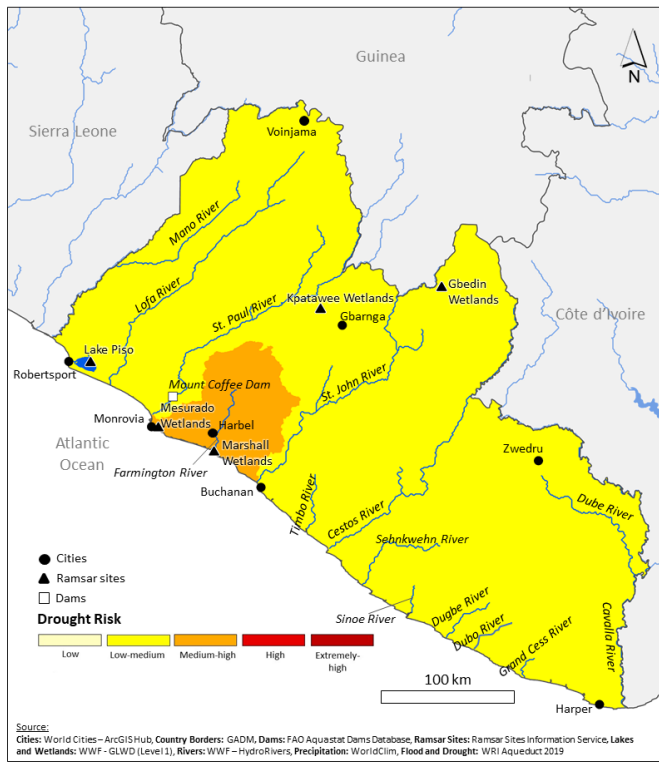 Guinea
N
Sierra Leone
Voinjama
Mano River
Lofa River
St. Paul River
Kpatawee Wetlands
Gbarnga
Gbedin
Wetlands
Côte d'Ivoire
Lake Piso
Robertsport
Mount Coffee Dam
St. John River
Mesurado
Wetlands
Monrovia
Harbel
Atlantic
Ocean
Marshall
Wetlands
Farmington River
Buchanan
Zwedru
Timbo River
Cestos River
Dube River
Sehnkwehn River
Sinoe River
Dugbe River
Dubo River
Grand Cess River
Cavalla River
Harper
Cities
Ramsar sites
Dams
Drought Risk
Low
Low-medium
Medium-high
High
Extremely-
high
100 km
Source:
Cities: World Cities – ArcGIS Hub, Country Borders: GADM, Dams: FAO Aquastat Dams Database, Ramsar Sites: Ramsar Sites Information Service, Lakes
and Wetlands: WWF - GLWD (Level 1), Rivers: WWF – HydroRivers, Precipitation: WorldClim, Flood and Drought: WRI Aqueduct 2019